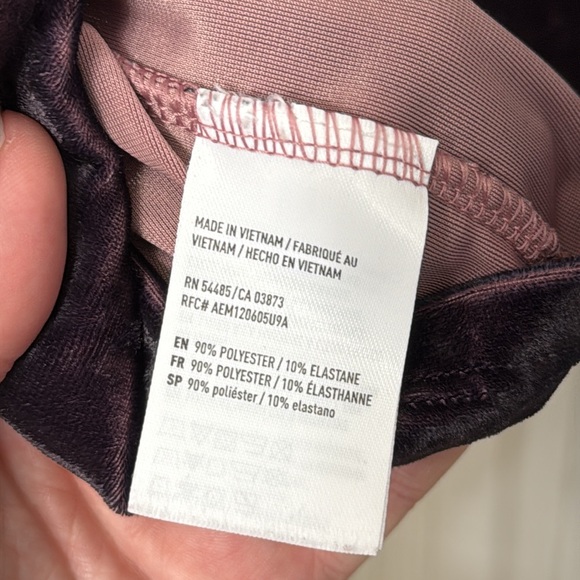 MADE IN VIETNAM / FABRIQUÉ AU
VIETNAM / HECHO EN VIETNAM
RN 54485/CA 03873
RFC# AEM120605U9A
EN 90% POLYESTER / 10% ELASTANE
FR 90% POLYESTER / 10% ÉLASTHANNE
SP 90% poliéster / 10% elastano